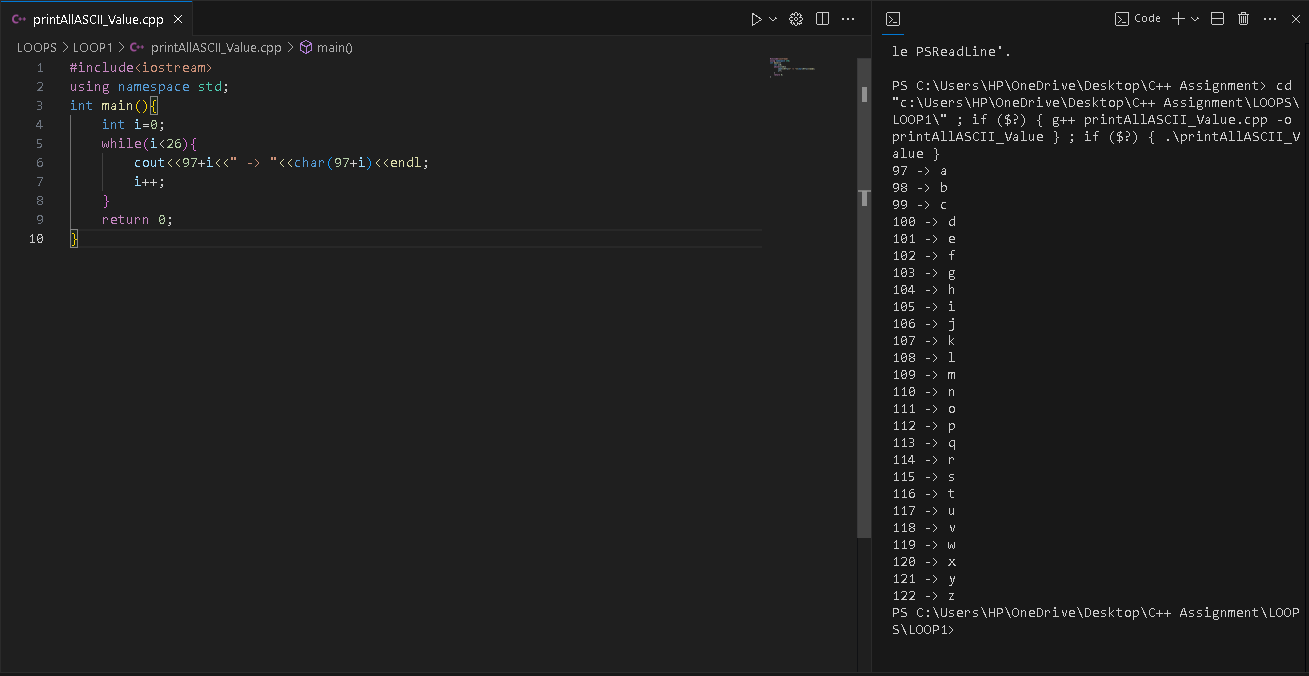 printAllASCII_Value.cpp
LOOPS > LOOP1 > printAllASCII_Value.cpp > main()
1 #include<iostream>
2 using namespace std;
3 int main(){
4 int i=0;
5 while(i<26){
6 cout<<97+i<<" -> "<<char(97+i)<<endl;
7 i++;
8 }
9 return 0;
10 }
Code
le PSReadLine'.
PS C:\Users\HP\OneDrive\Desktop\C++ Assignment> cd
"c:\Users\HP\OneDrive\Desktop\C++ Assignment\LOOPS\
LOOP1\" ; if ($?) { g++ printAllASCII_Value.cpp -o
printAllASCII_Value } ; if ($?) { .\printAllASCII_V
alue }
97 -> a
98 -> b
99 -> c
100 -> d
101 -> e
102 -> f
103 -> g
104 -> h
105 -> i
106 -> j
107 -> k
108 -> l
109 -> m
110 -> n
111 -> o
112 -> p
113 -> q
114 -> r
115 -> s
116 -> t
117 -> u
118 -> v
119 -> w
120 -> x
121 -> y
122 -> z
PS C:\Users\HP\OneDrive\Desktop\C++ Assignment\LOOP
S\LOOP1>